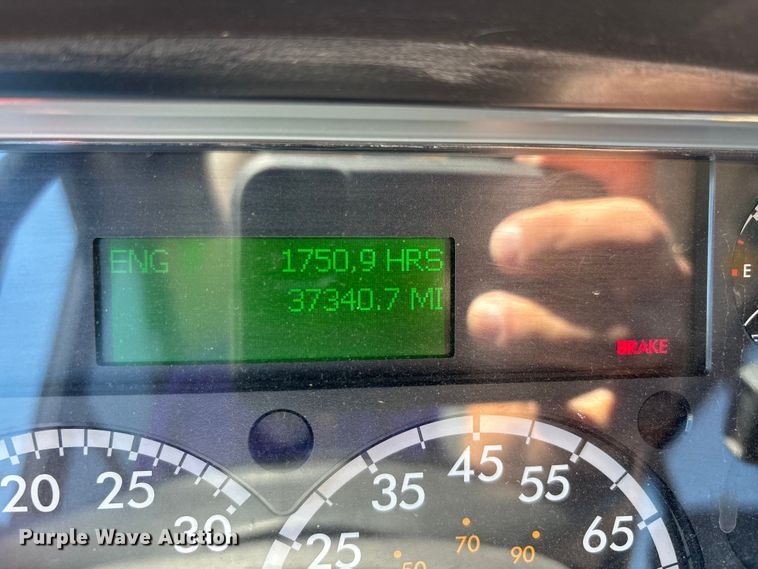 ENG 1750,9 HRS
37340.7 MI
E
BRAKE
20 25 30
25 35 45 55 65
50 70 90
Purple Wave Auction